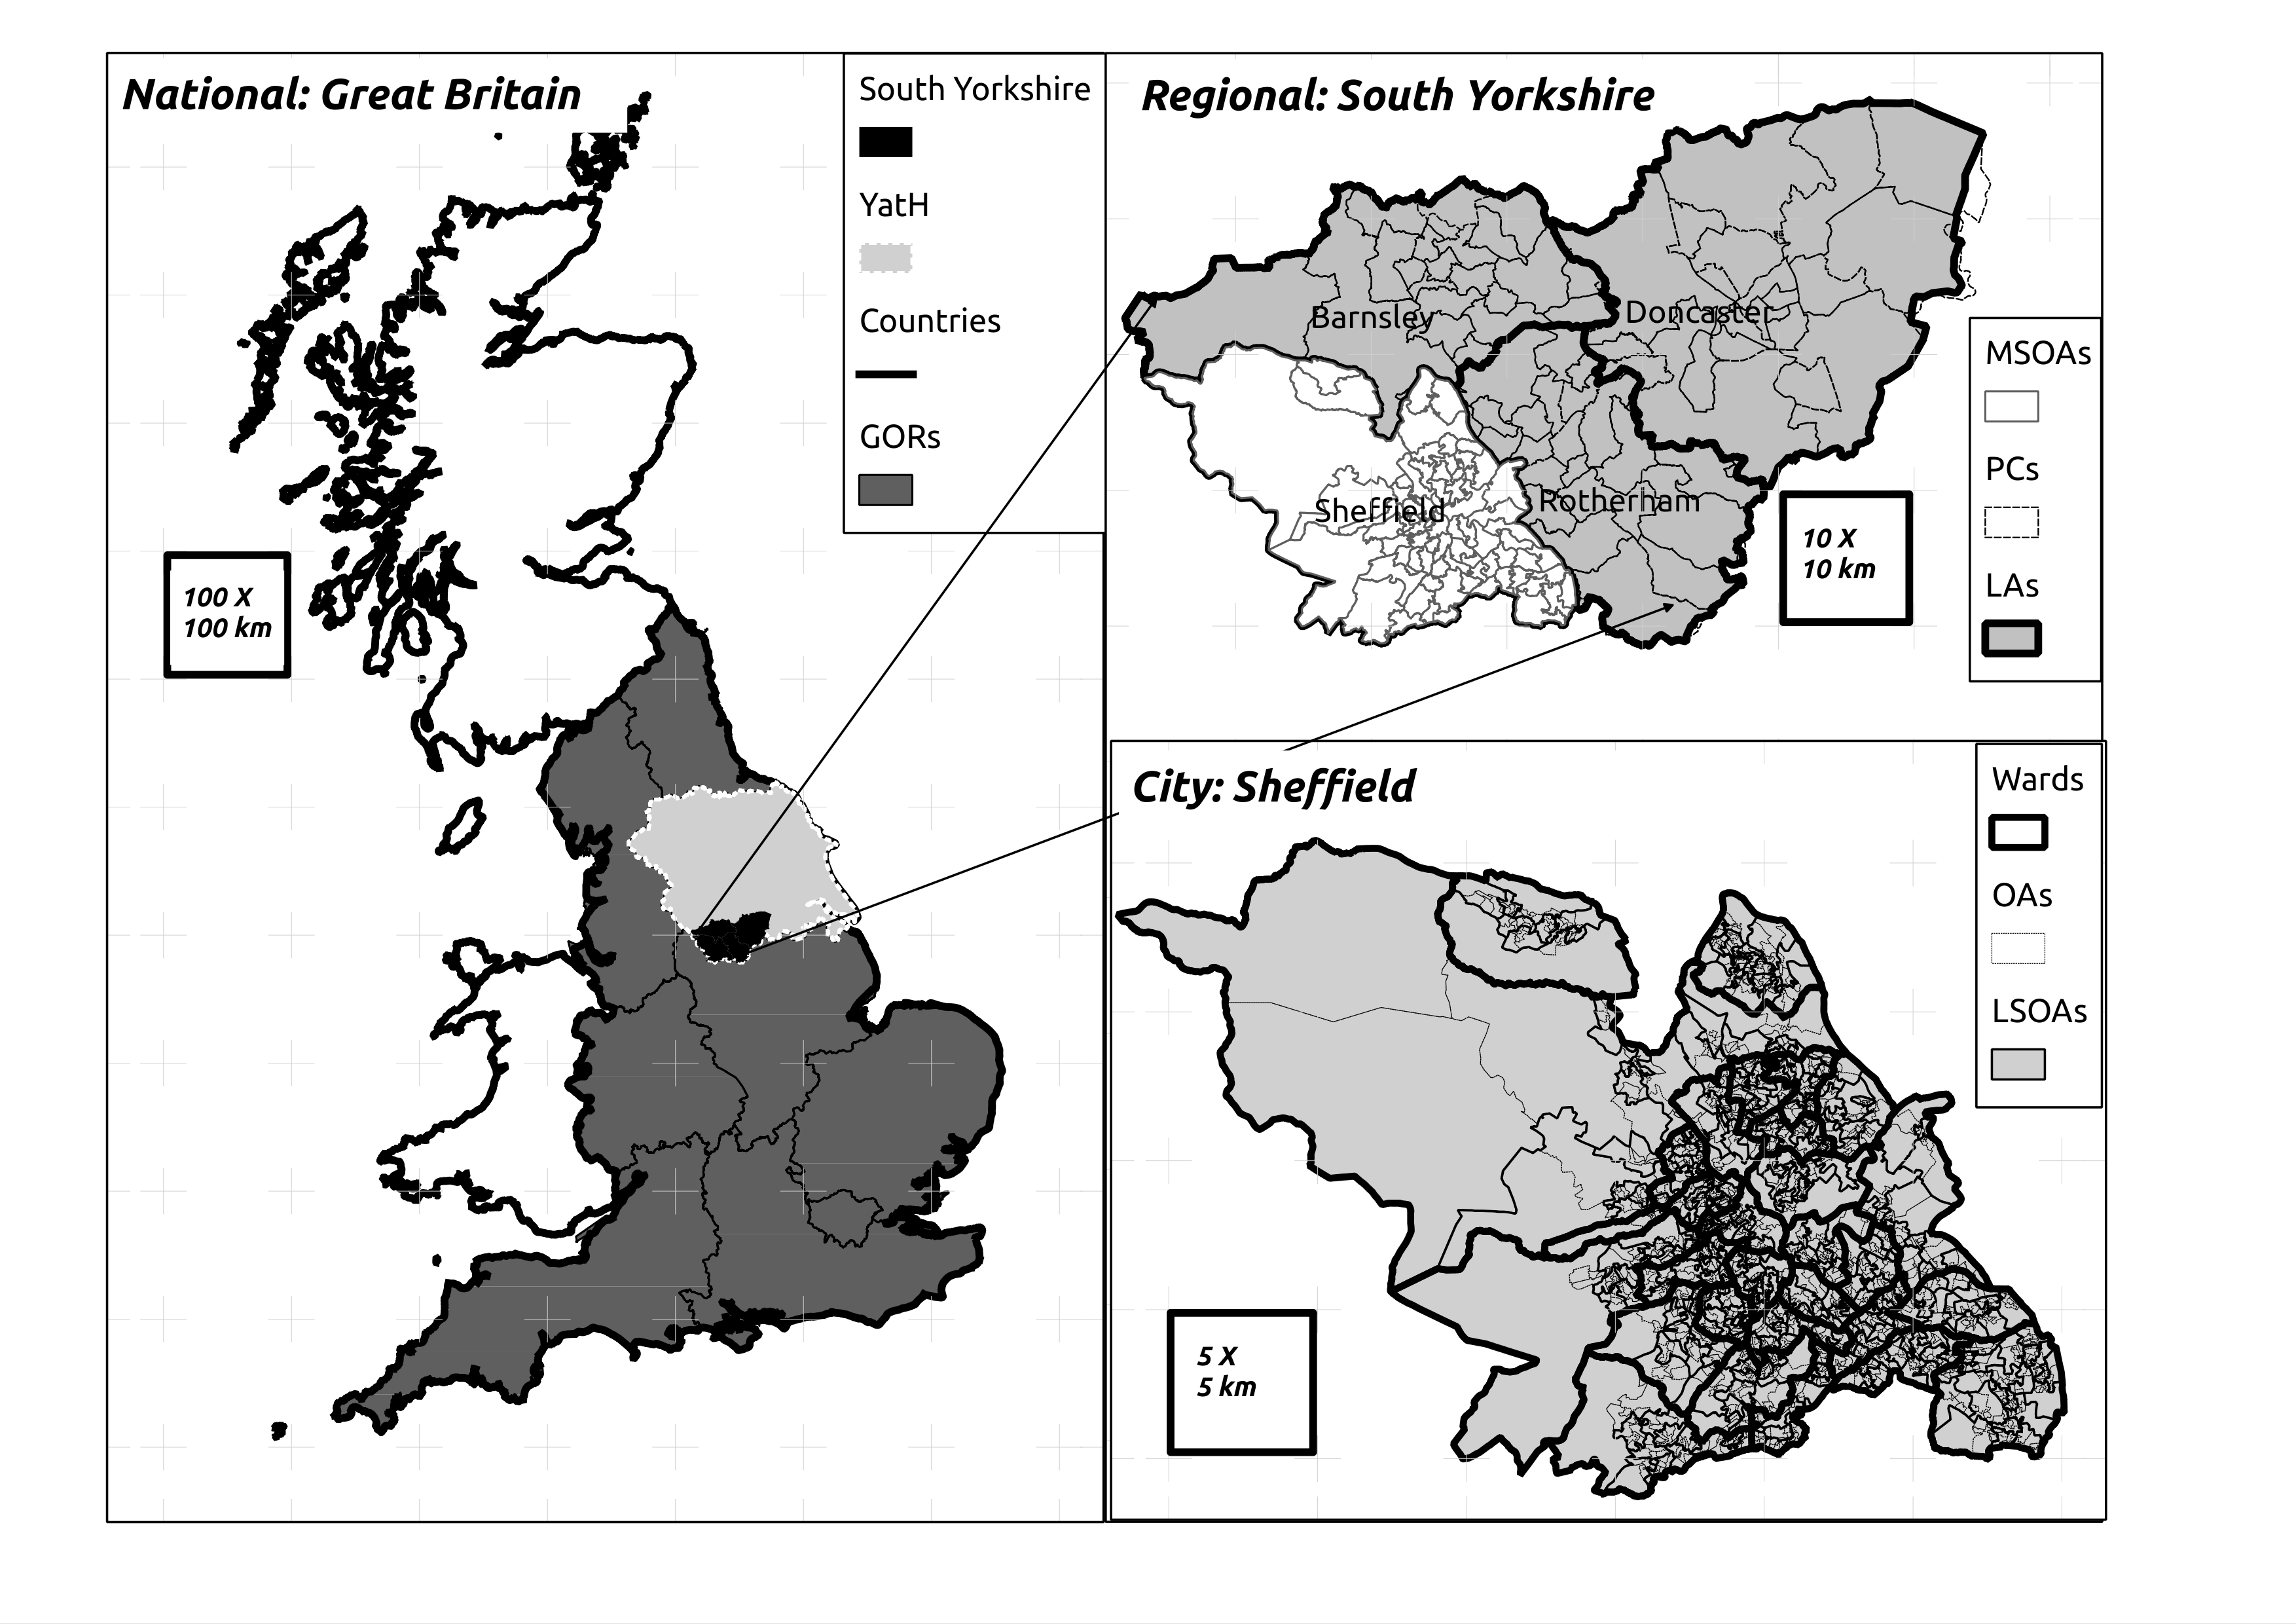 National: Great Britain
South Yorkshire
YatH
Countries
GORs
100 X
100 km
Regional: South Yorkshire
Barnsley
Doncaster
Sheffield
Rotherham
10 X
10 km
MSOAs
PCs
LAs
City: Sheffield
Wards
OAs
LSOAs
5 X
5 km